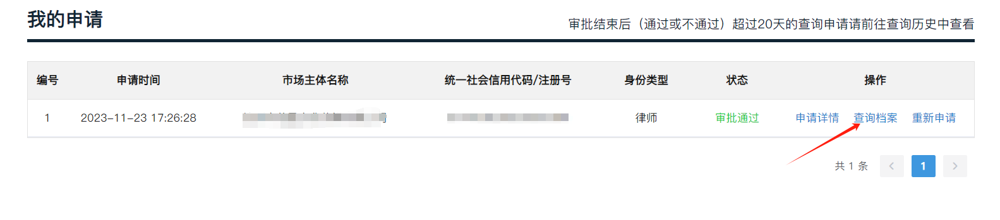 我的申请
审批结束后（通过或不通过）超过20天的查询申请请前往查询历史中查看
编号 申请时间 市场主体名称 统一社会信用代码/注册号 身份类型 状态 操作
1 2023-11-23 17:26:28 律师 审批通过 申请详情 查询档案 重新申请
共 1 条 < 1 >